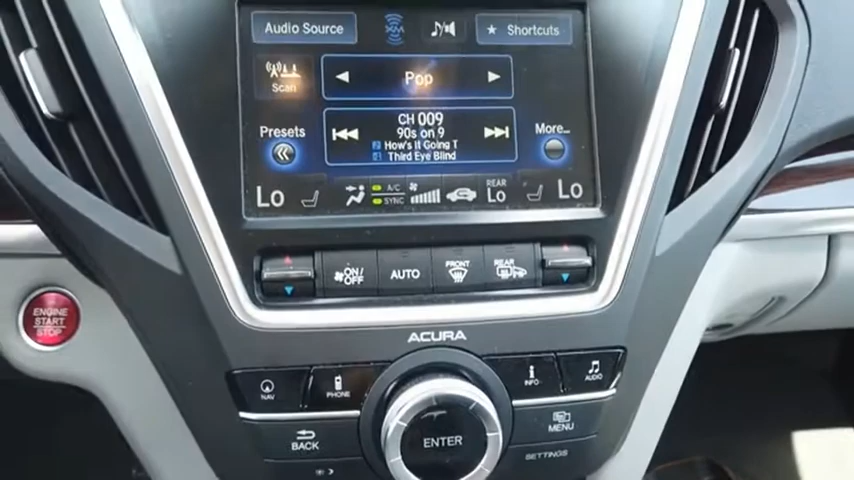 Audio Source
XM
Shortcuts
Scan
Pop
CH 009
90s on 9
How's It Going T
Third Eye Blind
Presets
More...
Lo
A/C
SYNC
REAR
Lo
Lo
ON/OFF
AUTO
FRONT
REAR
ENGINE
START
STOP
ACURA
NAV
PHONE
INFO
AUDIO
BACK
ENTER
MENU
SETTINGS